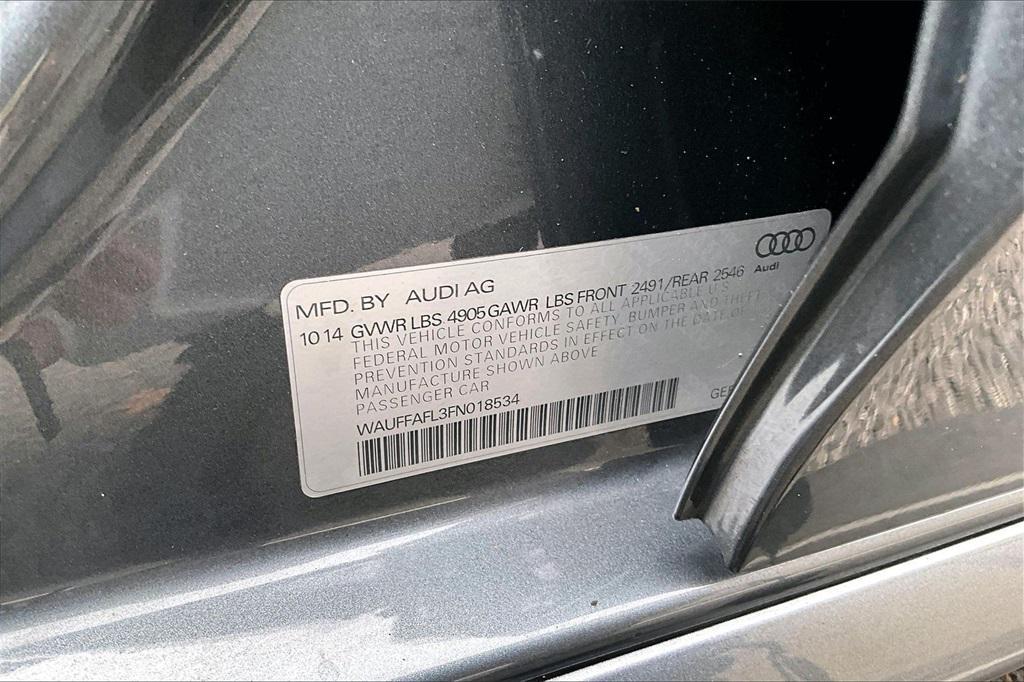 Audi
MFD. BY AUDI AG
10 14 GVWR LBS 4905 GAWR LBS FRONT 2491/REAR 2546
THIS VEHICLE CONFORMS TO ALL APPLICABLE U S
FEDERAL MOTOR VEHICLE SAFETY, BUMPER AND THEFT
PREVENTION STANDARDS IN EFFECT ON THE DATE OF
MANUFACTURE SHOWN ABOVE
PASSENGER CAR
WAUFFAFL3FN018534